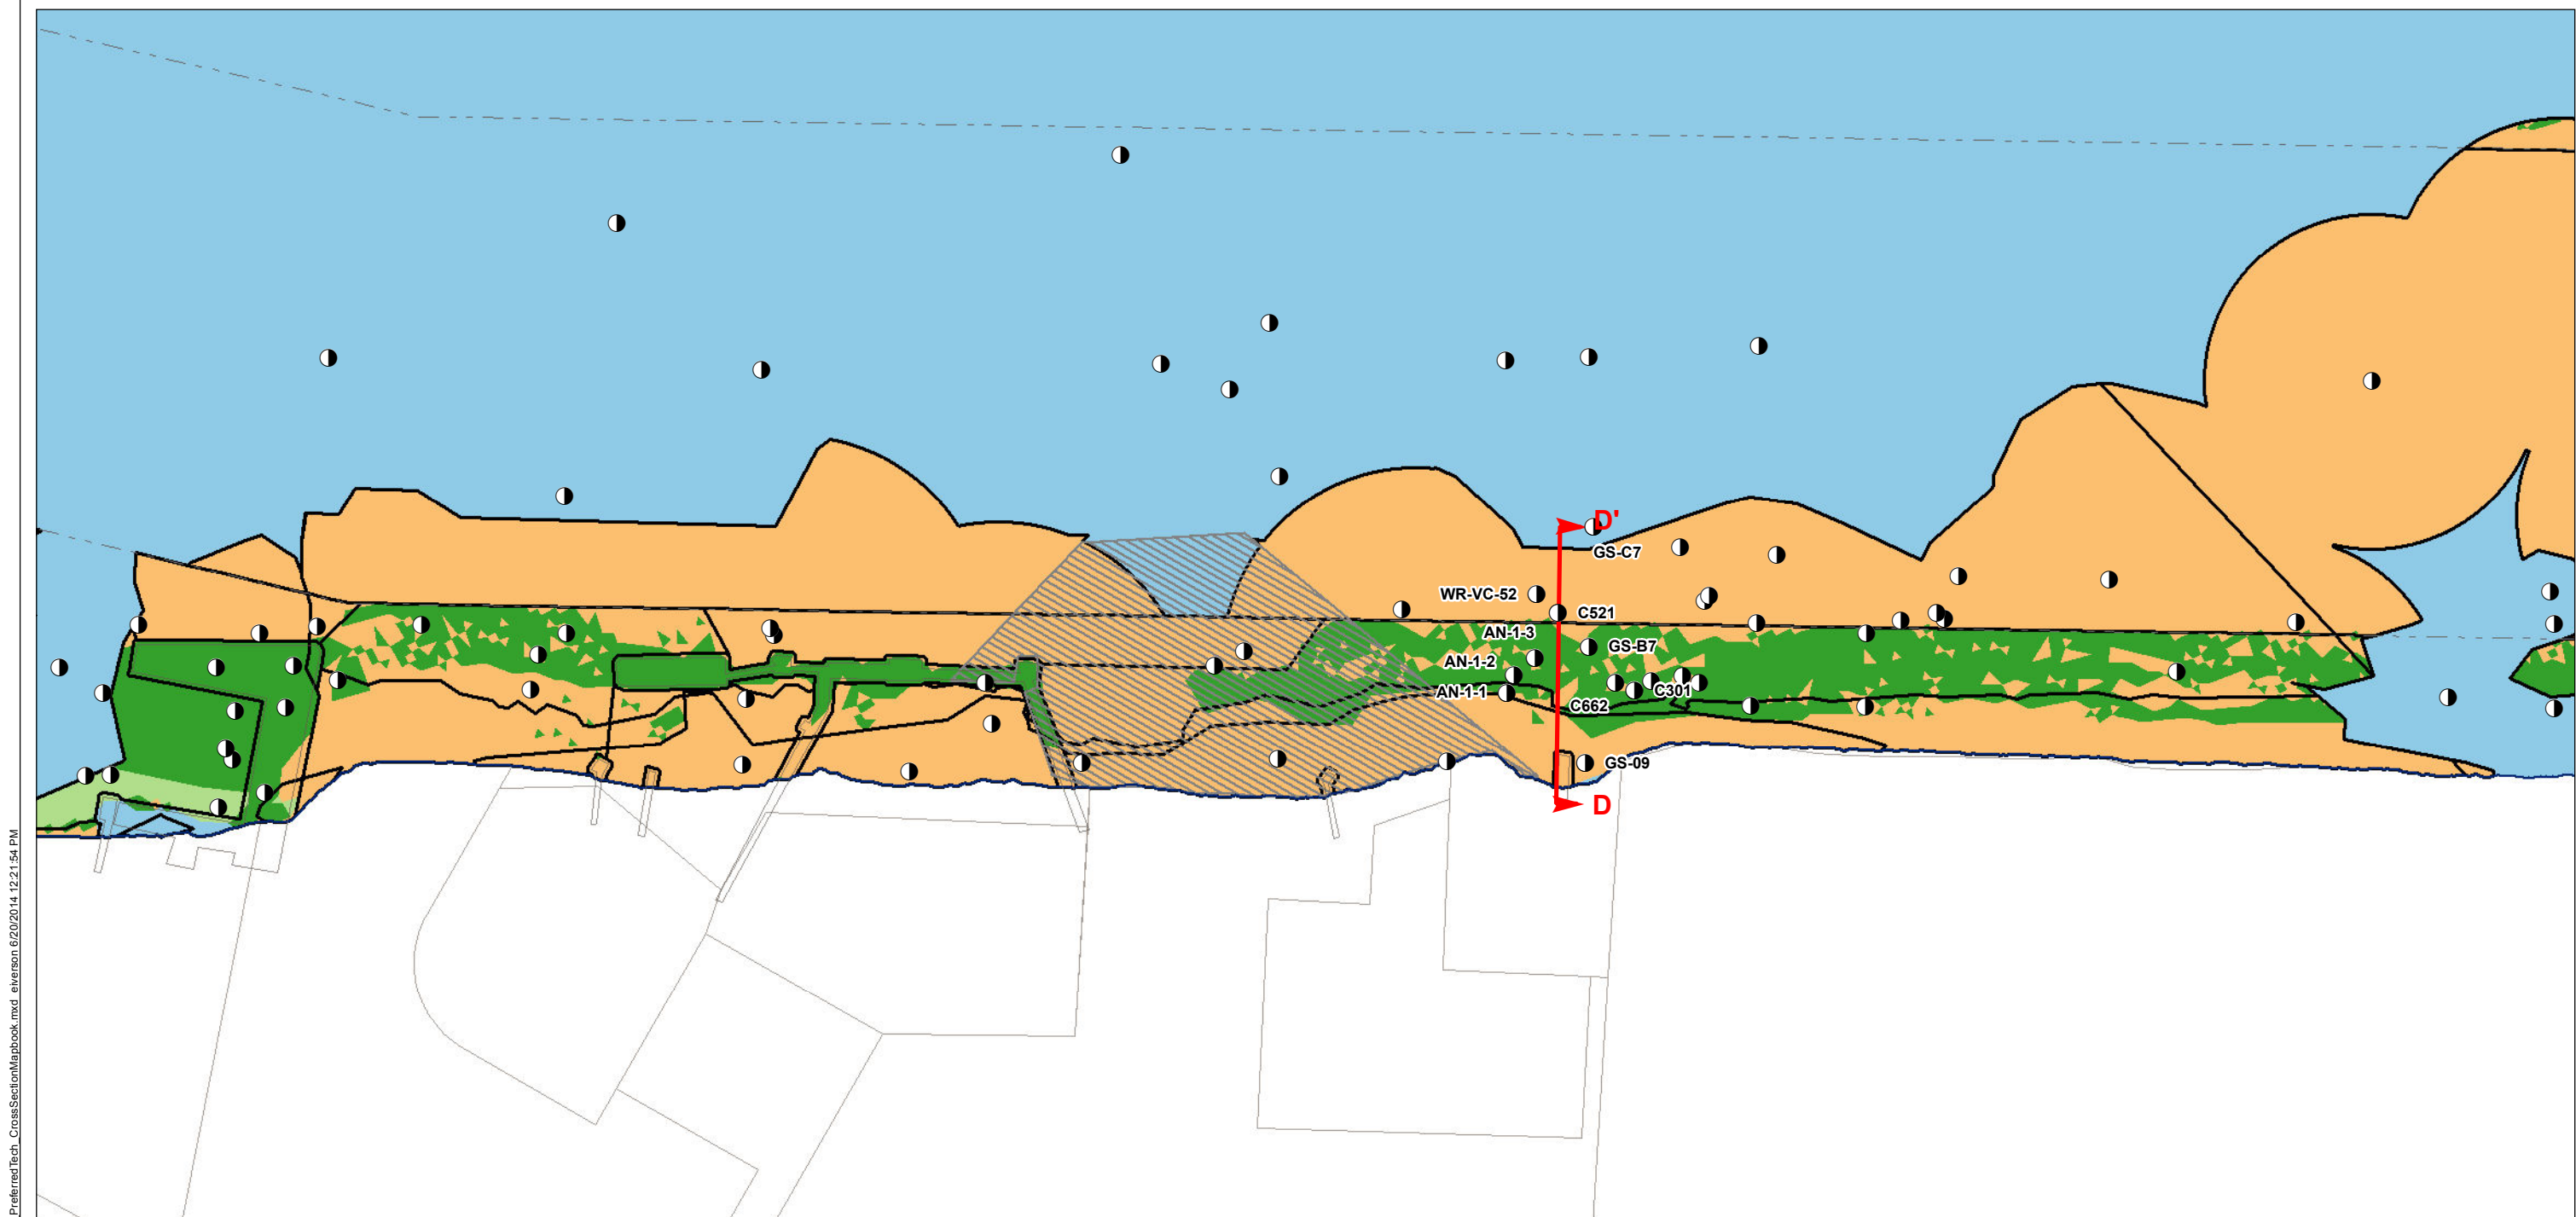 D'
GS-C7
WR-VC-52
C521
AN-1-3
GS-B7
AN-1-2
AN-1-1
C301
C662
GS-09
D
PreferredTech_CrossSectionMapbook.mxd eiverson 6/20/2014 12:21:54 PM